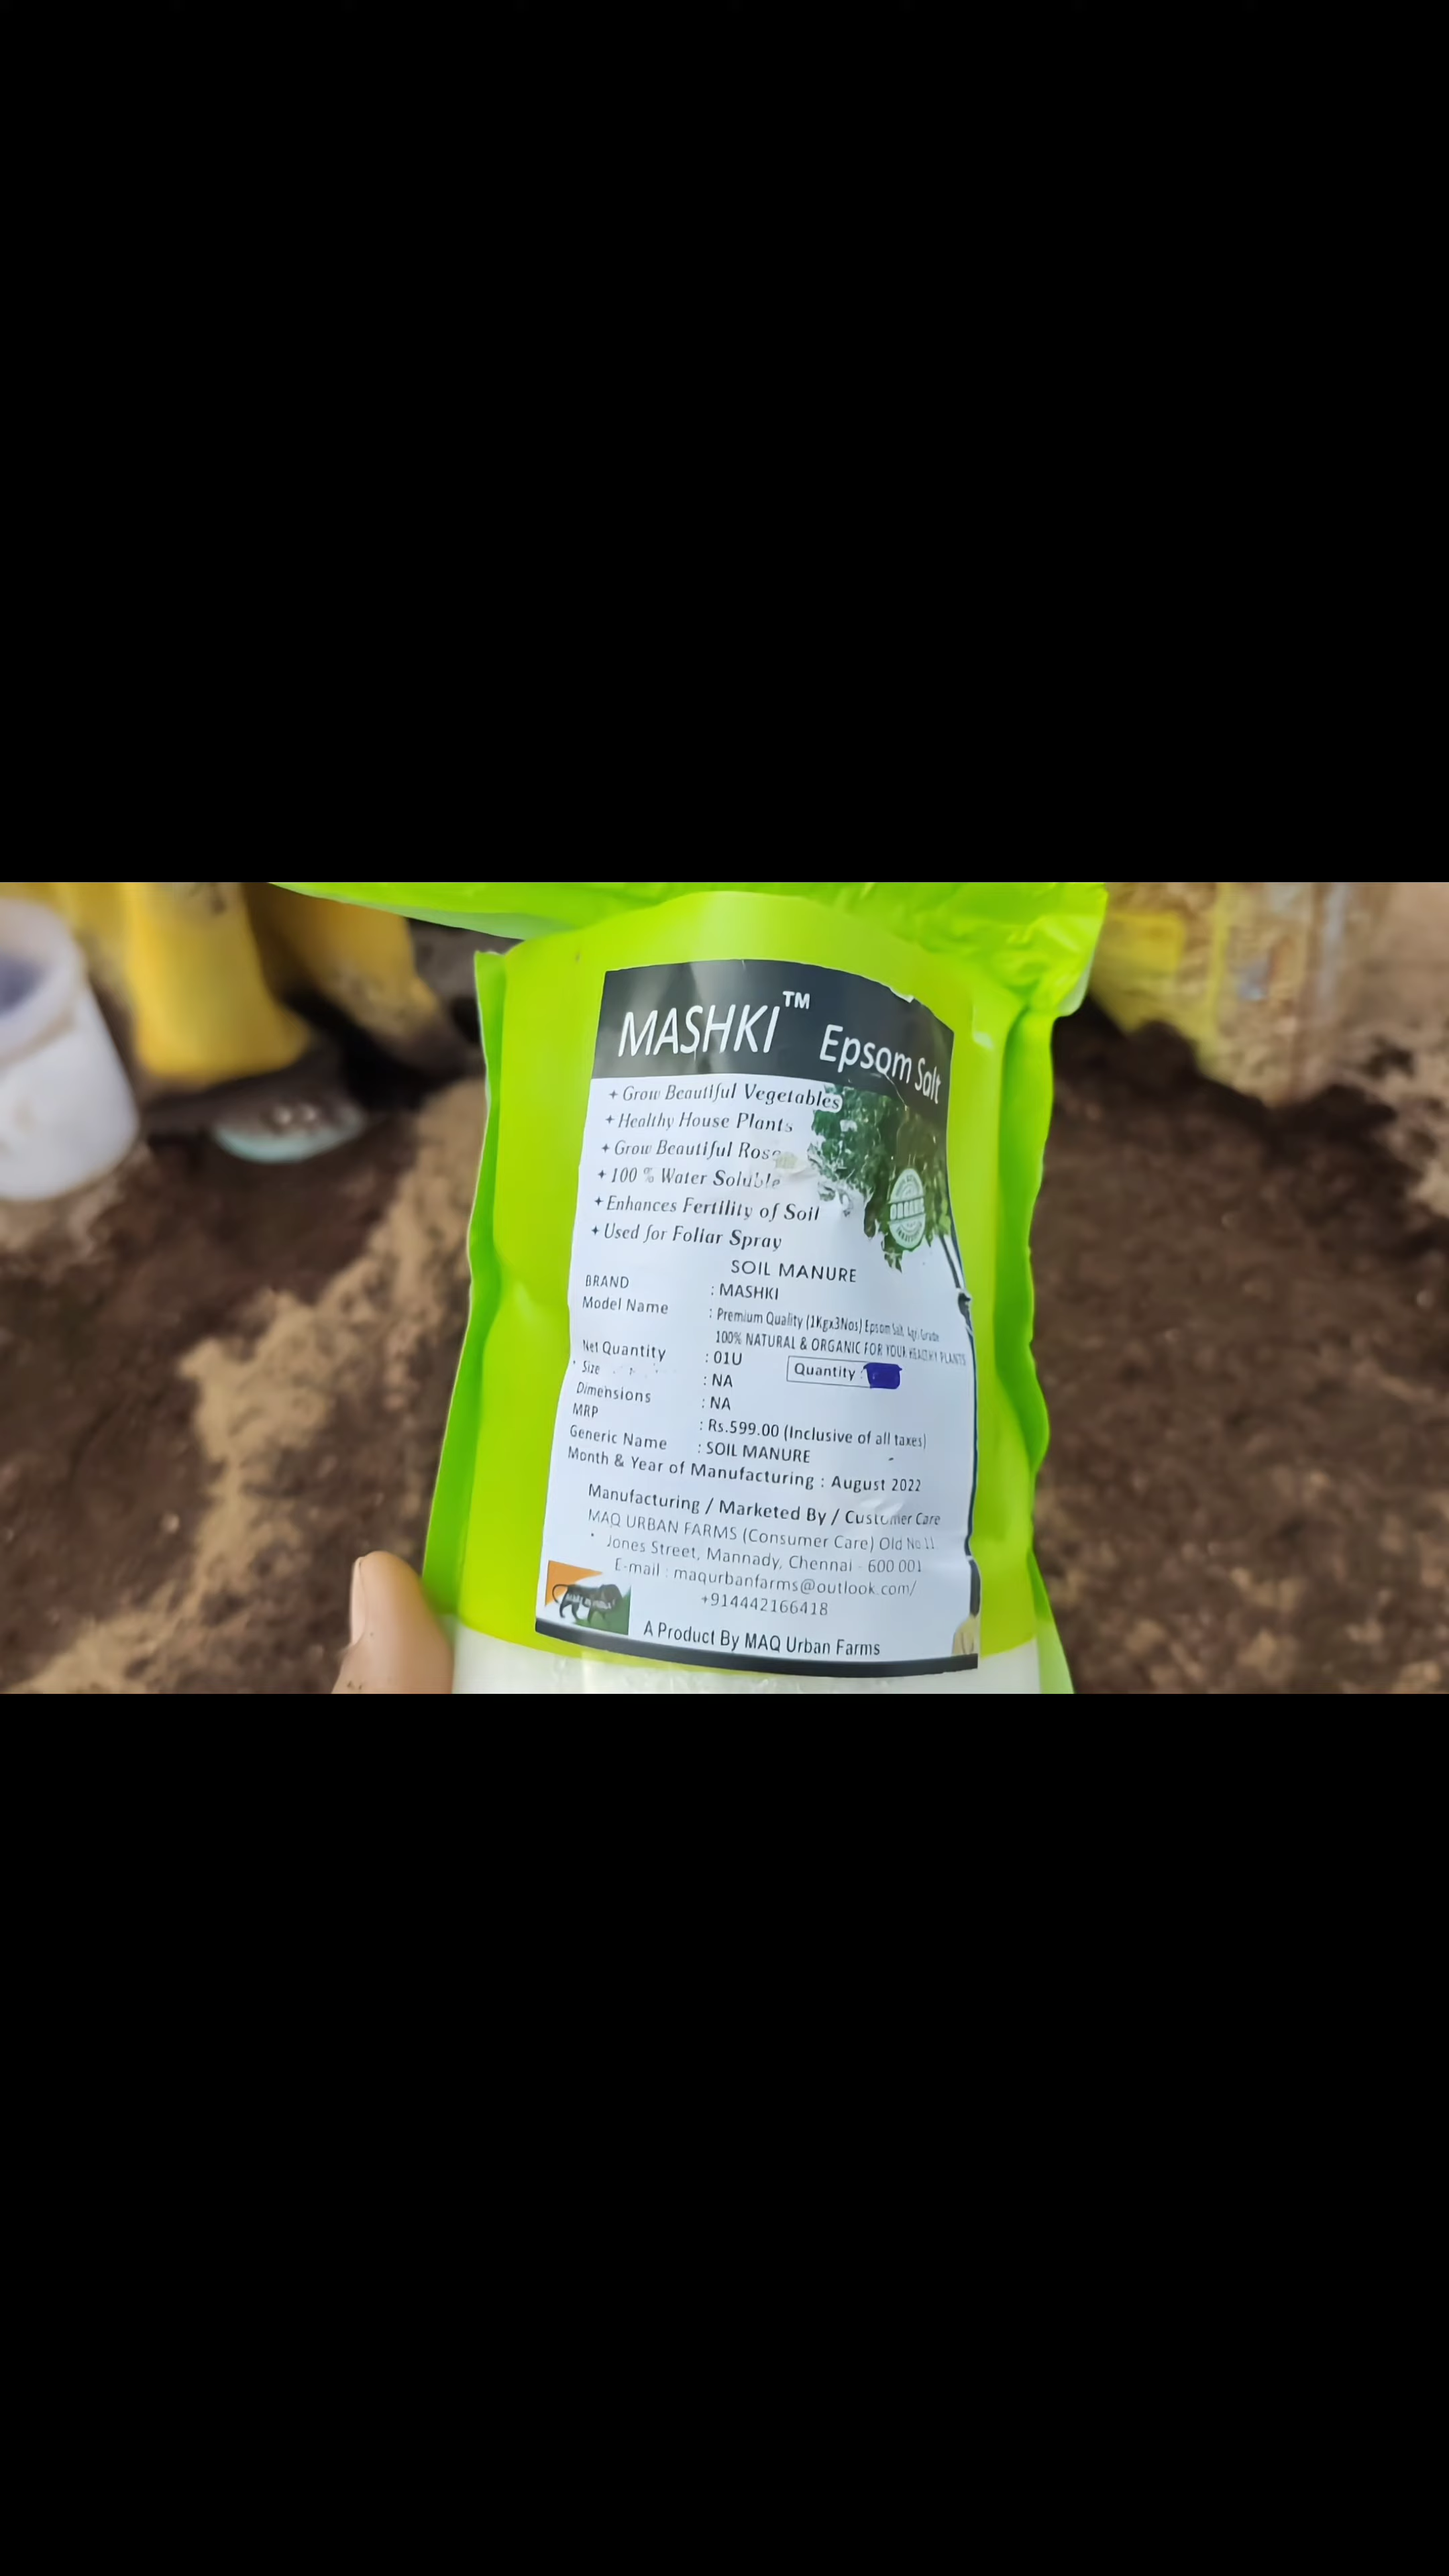 MASHKI™ Epsom Salt
+ Grow Beautiful Vegetables
+ Healthy House Plants
+ Grow Beautiful Rose
+ 100 % Water Soluble
+ Enhances Fertility of Soil
+ Used for Foliar Spray
ORGANIC
SOIL MANURE
BRAND : MASHKI
Model Name : Premium Quality (1Kgx3Nos) Epsom Salt, Agri. Grade
100% NATURAL & ORGANIC FOR YOUR HEALTHY PLANTS
Net Quantity : 01U
Quantity :
Size : NA
Dimensions : NA
MRP : Rs.599.00 (Inclusive of all taxes)
Generic Name : SOIL MANURE
Month & Year of Manufacturing : August 2022
Manufacturing / Marketed By / Customer Care
MAQ URBAN FARMS (Consumer Care) Old No 11
Jones Street, Mannady, Chennai - 600 001
E-mail : maqurbanfarms@outlook.com/
+914442166418
A Product By MAQ Urban Farms